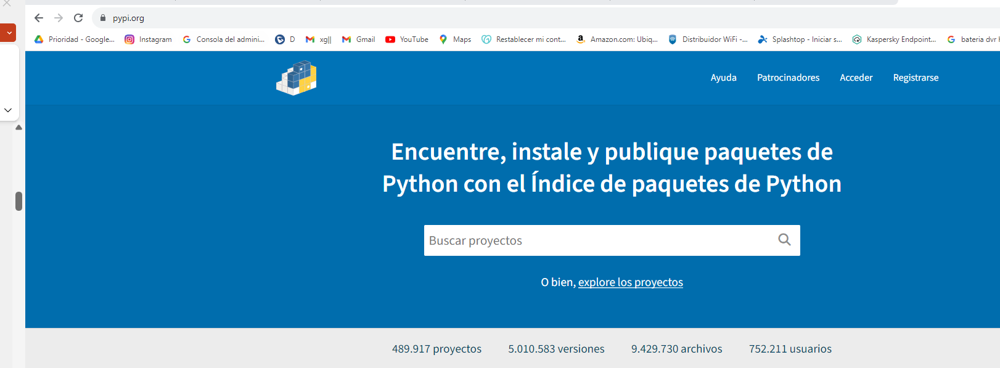 pypi.org
Prioridad - Google... Instagram Consola del admini... D xg|| Gmail YouTube Maps Restablecer mi cont... Amazon.com: Ubiq... Distribuidor WiFi -... Splashtop - Iniciar s... Kaspersky Endpoint... bateria dvr
Ayuda Patrocinadores Acceder Registrarse
Encuentre, instale y publique paquetes de
Python con el Índice de paquetes de Python
Buscar proyectos
O bien, explore los proyectos
489.917 proyectos 5.010.583 versiones 9.429.730 archivos 752.211 usuarios